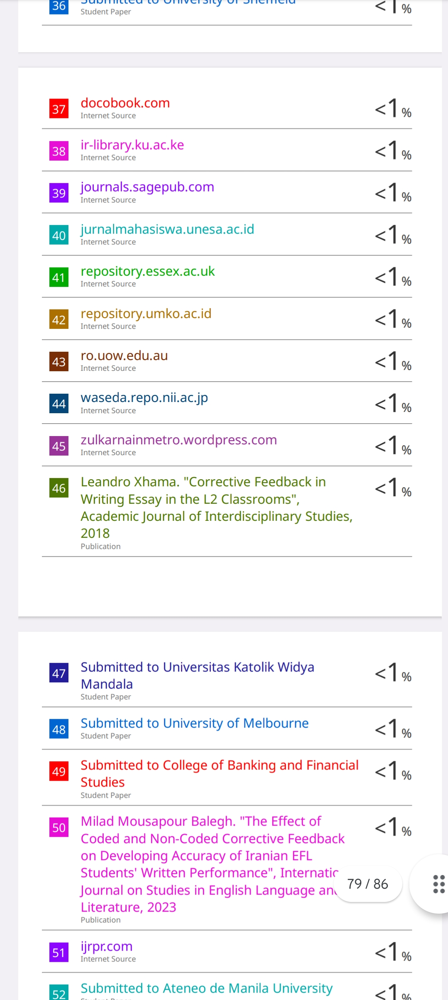 36
Submitted to University of Sheffield
<1%
Student Paper
37
docobook.com
<1%
Internet Source
38
ir-library.ku.ac.ke
<1%
Internet Source
39
journals.sagepub.com
<1%
Internet Source
40
jurnalmahasiswa.unesa.ac.id
<1%
Internet Source
41
repository.essex.ac.uk
<1%
Internet Source
42
repository.umko.ac.id
<1%
Internet Source
43
ro.uow.edu.au
<1%
Internet Source
44
waseda.repo.nii.ac.jp
<1%
Internet Source
45
zulkarnainmetro.wordpress.com
<1%
Internet Source
46
Leandro Xhama. "Corrective Feedback in
<1%
Writing Essay in the L2 Classrooms",
Academic Journal of Interdisciplinary Studies,
2018
Publication
47
Submitted to Universitas Katolik Widya
<1%
Mandala
Student Paper
48
Submitted to University of Melbourne
<1%
Student Paper
49
Submitted to College of Banking and Financial
<1%
Studies
Student Paper
50
Milad Mousapour Balegh. "The Effect of
<1%
Coded and Non-Coded Corrective Feedback
on Developing Accuracy of Iranian EFL
Students' Written Performance",
Journal on Studies in English Language
79 / 86
Literature, 2023
Publication
51
ijrpr.com
<1%
Internet Source
52
Submitted to Ateneo de Manila University
<1%